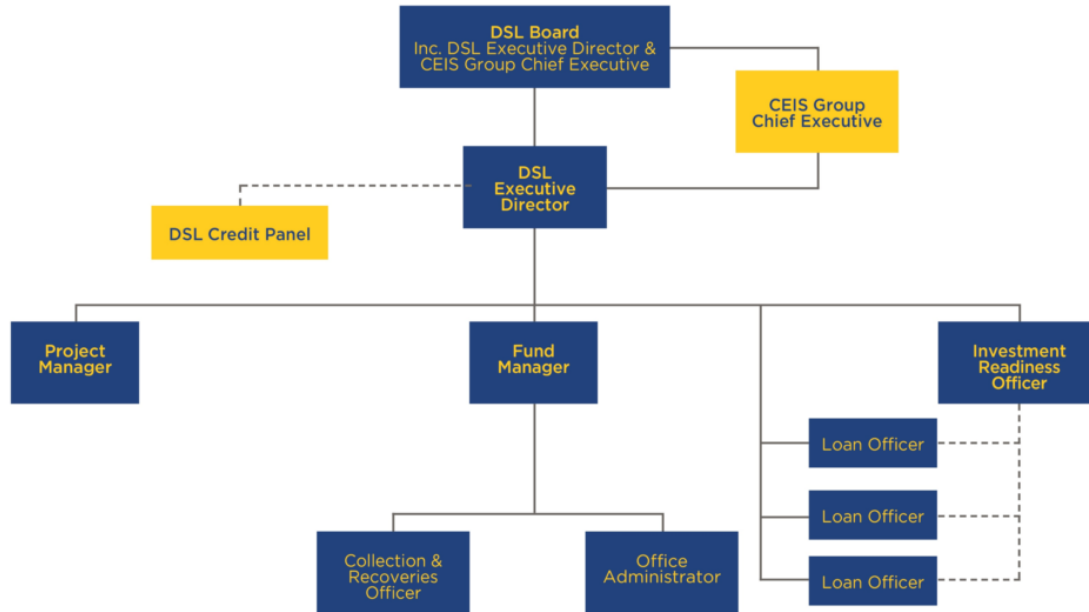 DSL Board
Inc. DSL Executive Director &
CEIS Group Chief Executive
CEIS Group
Chief Executive
DSL
Executive
Director
DSL Credit Panel
Project
Manager
Fund
Manager
Investment
Readiness
Officer
Loan Officer
Loan Officer
Loan Officer
Collection &
Recoveries
Officer
Office
Administrator